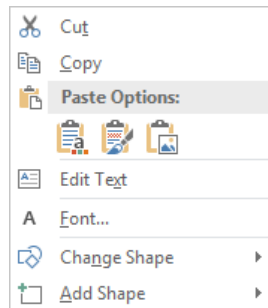 Cut
Copy
Paste Options:
Edit Text
Font...
Change Shape
Add Shape